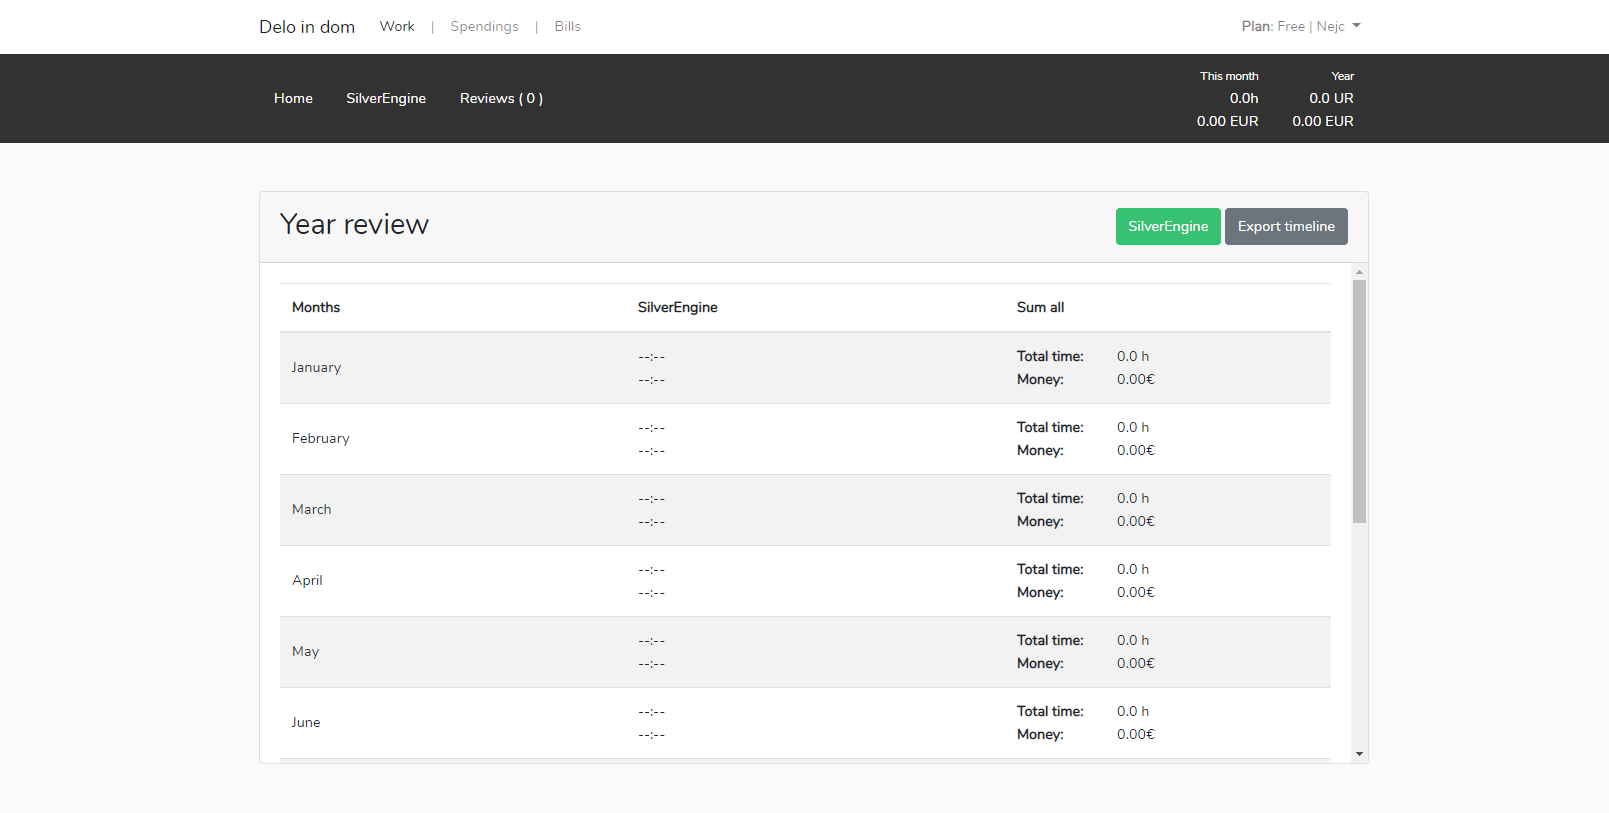 Delo in dom Work | Spendings | Bills Plan: Free | Nejc
This month Year
Home SilverEngine Reviews ( 0 ) 0.0h 0.0 UR
0.00 EUR 0.00 EUR
Year review SilverEngine Export timeline
Months SilverEngine Sum all
January --:-- Total time: 0.0 h
--:-- Money: 0.00€
February --:-- Total time: 0.0 h
--:-- Money: 0.00€
March --:-- Total time: 0.0 h
--:-- Money: 0.00€
April --:-- Total time: 0.0 h
--:-- Money: 0.00€
May --:-- Total time: 0.0 h
--:-- Money: 0.00€
June --:-- Total time: 0.0 h
--:-- Money: 0.00€